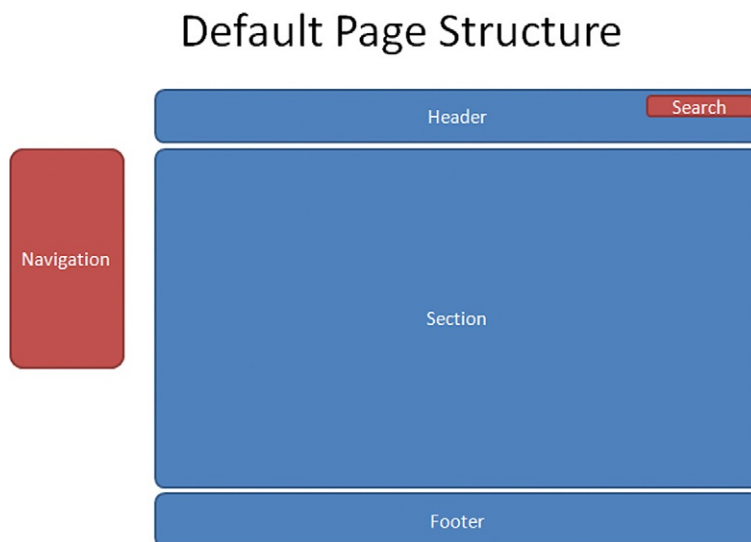 Default Page Structure
Header
Search
Navigation
Section
Footer